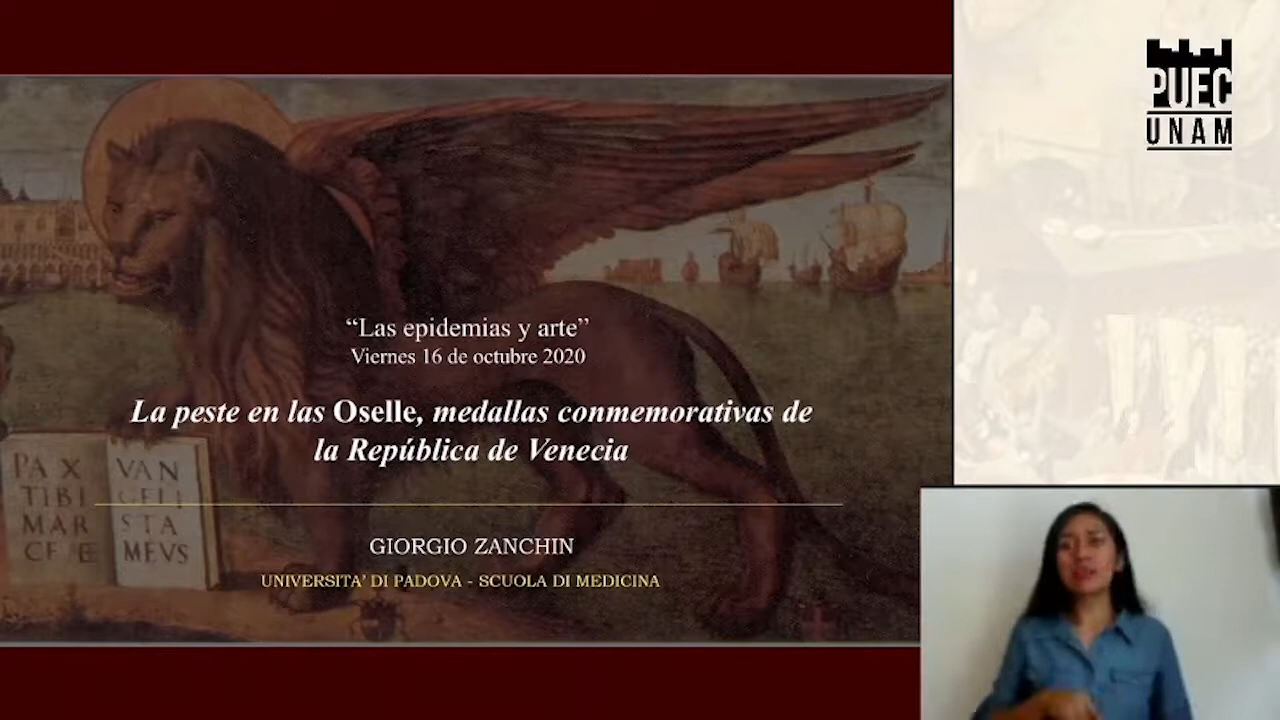 PUEC
UNAM
“Las epidemias y arte”
Viernes 16 de octubre 2020
La peste en las Oselle, medallas conmemorativas de
la República de Venecia
GIORGIO ZANCHIN
UNIVERSITA’ DI PADOVA - SCUOLA DI MEDICINA
PA X
TIBI
MAR
CE E
VAN
GELI
STA
MEVS